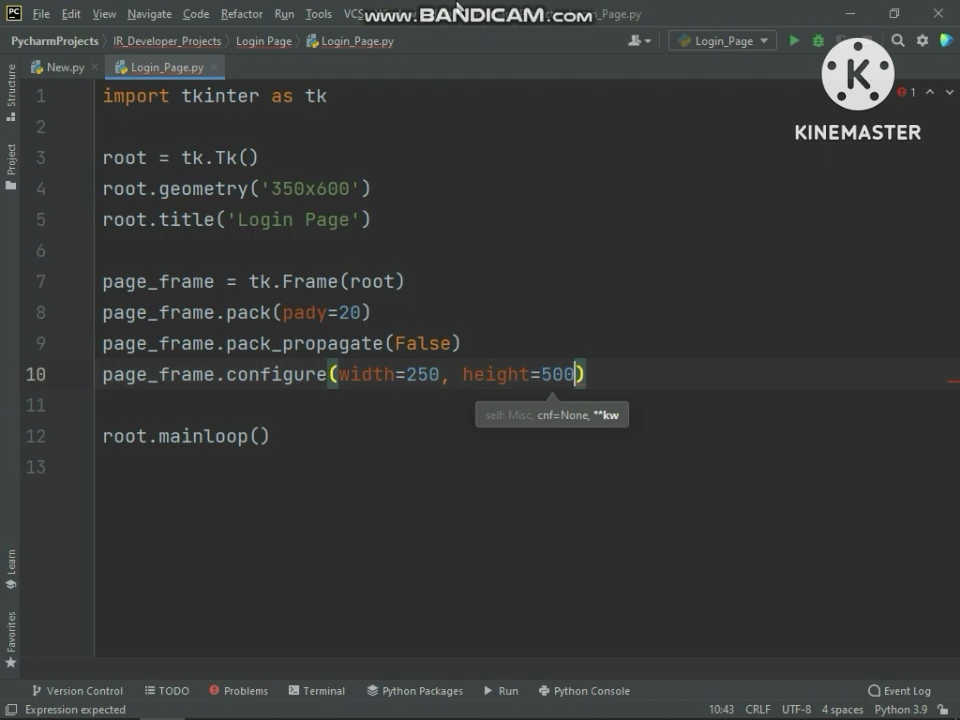 File Edit View Navigate Code Refactor Run Tools VCS www.BANDICAM.com n_Page.py
PycharmProjects IR_Developer_Projects Login Page Login_Page.py Login_Page
New.py Login_Page.py
KINEMASTER
K
1
Structure
Project
Learn
Favorites
1 import tkinter as tk
2
3 root = tk.Tk()
4 root.geometry('350x600')
5 root.title('Login Page')
6
7 page_frame = tk.Frame(root)
8 page_frame.pack(pady=20)
9 page_frame.pack_propagate(False)
10 page_frame.configure(width=250, height=500)
self: Misc, cnf=None, **kw
11
12 root.mainloop()
13
Version Control TODO Problems Terminal Python Packages Run Python Console Event Log
Expression expected 10:43 CRLF UTF-8 4 spaces Python 3.9